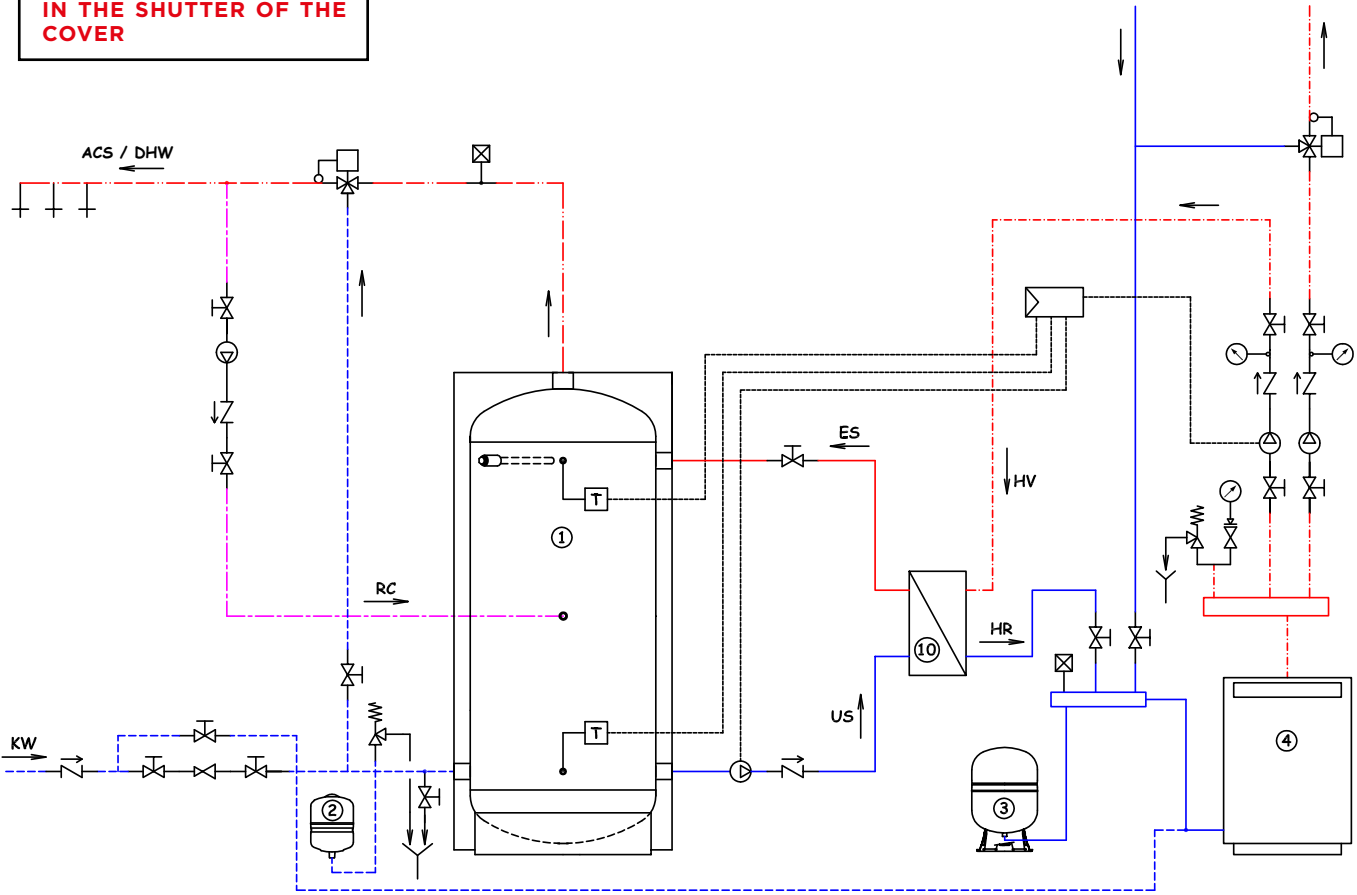 IN THE SHUTTER OF THE
COVER
ACS / DHW
ES
HV
T
1
RC
HR
10
US
T
KW
2
3
4